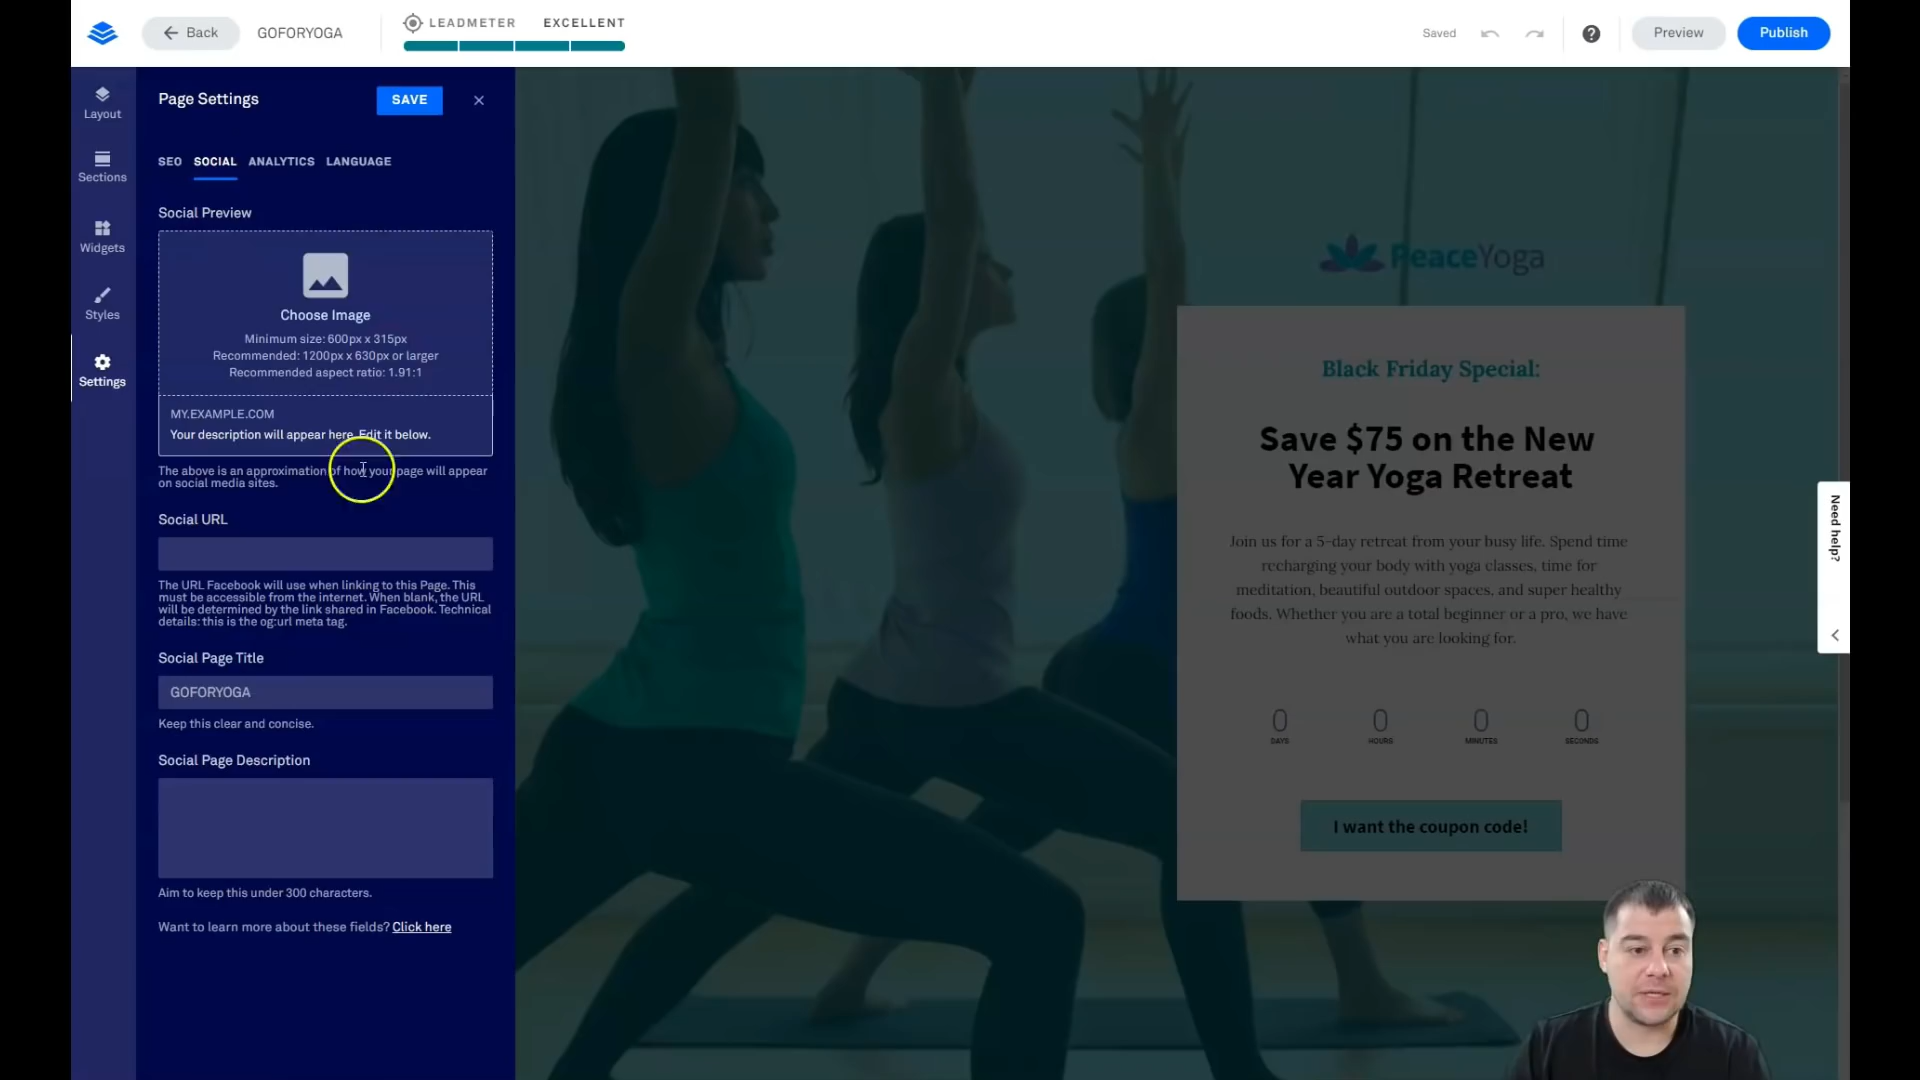 Back
GOFORYOGA
LEADMETER EXCELLENT
Saved
Preview
Publish
Layout
Sections
Widgets
Styles
Settings
Page Settings
SAVE
SEO SOCIAL ANALYTICS LANGUAGE
Social Preview
Choose Image
Minimum size: 600px x 315px
Recommended: 1200px x 630px or larger
Recommended aspect ratio: 1.91:1
MY.EXAMPLE.COM
Your description will appear here. Edit it below.
The above is an approximation of how your page will appear
on social media sites.
Social URL
The URL Facebook will use when linking to this Page. This
must be accessible from the internet. When blank, the URL
will be determined by the link shared in Facebook. Technical
details: this is the og:url meta tag.
Social Page Title
GOFORYOGA
Keep this clear and concise.
Social Page Description
Aim to keep this under 300 characters.
Want to learn more about these fields? Click here
PeaceYoga
Black Friday Special:
Save $75 on the New
Year Yoga Retreat
Join us for a 5-day retreat from your busy life. Spend time
recharging your body with yoga classes, time for
meditation, beautiful outdoor spaces, and super healthy
foods. Whether you are a total beginner or a pro, we have
what you are looking for.
0 0 0 0
DAYS HOURS MINUTES SECONDS
I want the coupon code!
Need help?